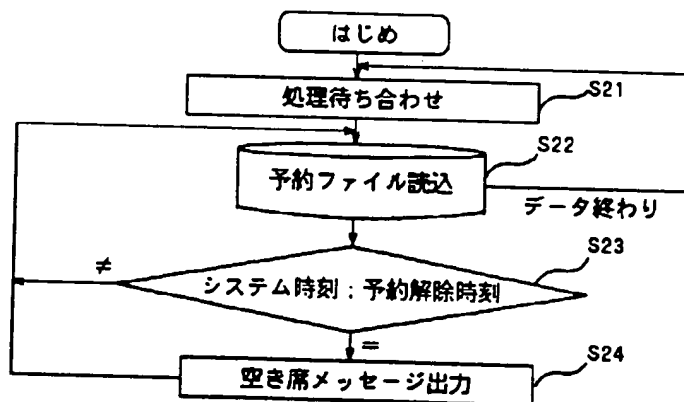 はじめ
処理待ち合わせ
S21
予約ファイル読込
S22
データ終わり
システム時刻:予約解除時刻
S23
≠
=
空き席メッセージ出力
S24